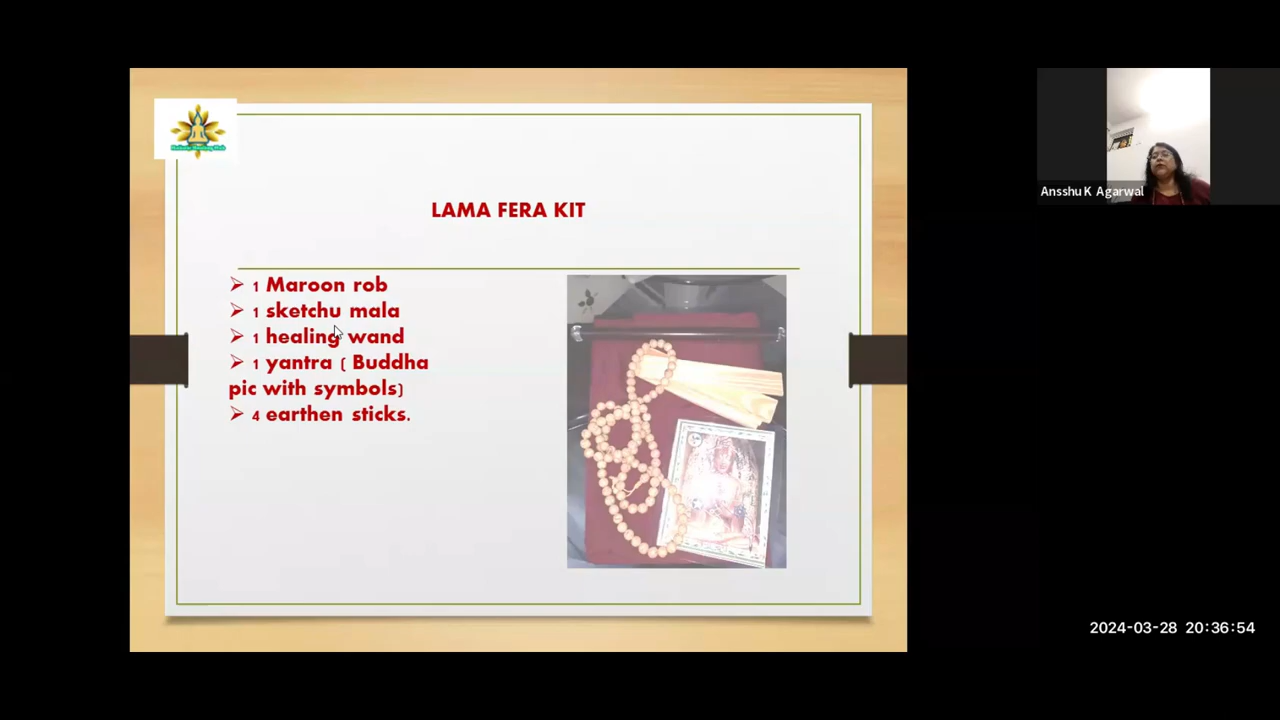 LAMA FERA KIT
Ansshu K Agarwal
➢ 1 Maroon rob
➢ 1 sketchu mala
➢ 1 healing wand
➢ 1 yantra ( Buddha
pic with symbols)
➢ 4 earthen sticks.
2024-03-28 20:36:54